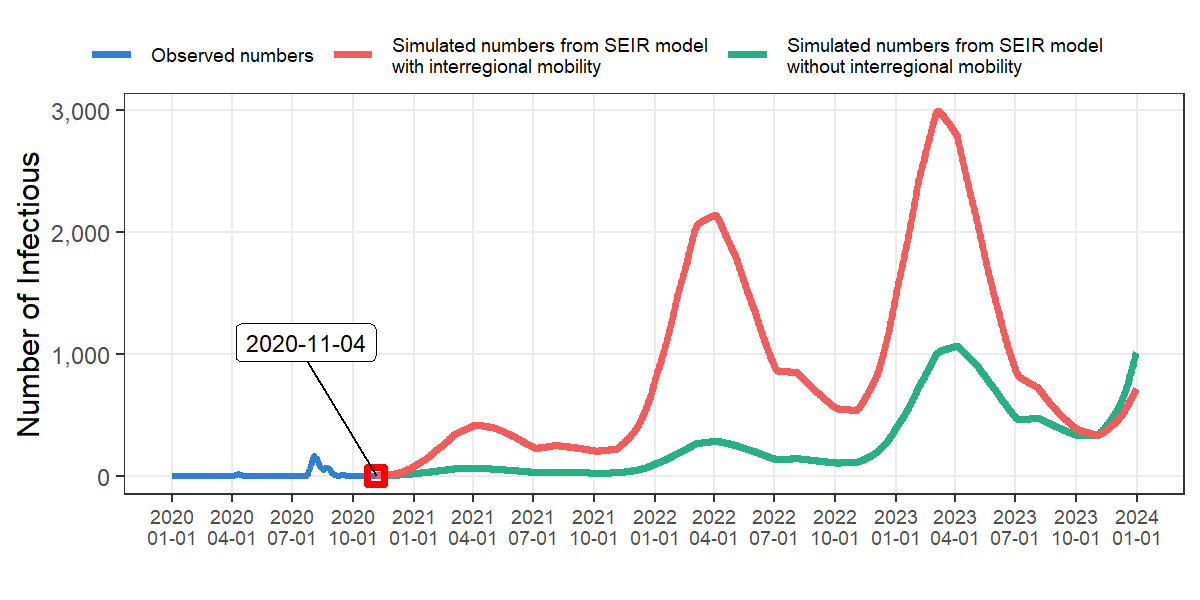 Observed numbers
Simulated numbers from SEIR model
with interregional mobility
Simulated numbers from SEIR model
without interregional mobility
Number of Infectious
3,000
2,000
1,000
0
2020-11-04
2020 2020 2020 2020 2021 2021 2021 2021 2022 2022 2022 2022 2023 2023 2023 2023 2024
01-01 04-01 07-01 10-01 01-01 04-01 07-01 10-01 01-01 04-01 07-01 10-01 01-01 04-01 07-01 10-01 01-01